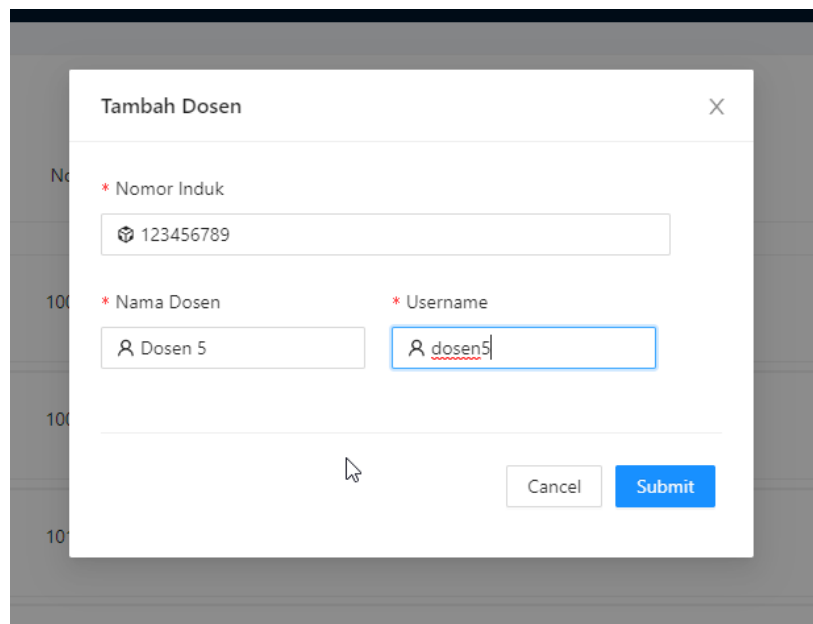 Tambah Dosen
* Nomor Induk
123456789
* Nama Dosen * Username
Dosen 5 dosen5
Cancel Submit